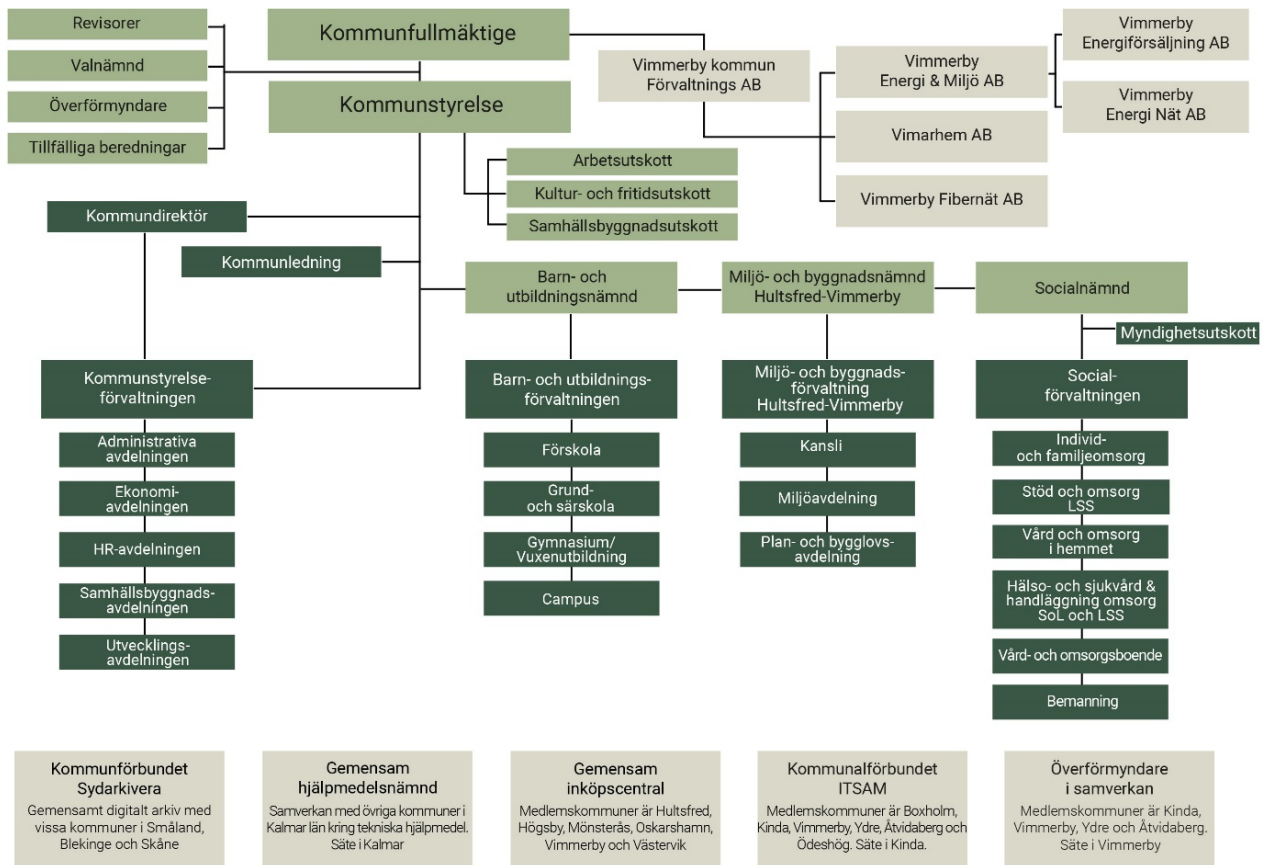 Revisorer
Valnämnd
Överförmyndare
Tillfälliga beredningar
Kommunfullmäktige
Kommunstyrelse
Vimmerby kommun
Förvaltnings AB
Vimmerby
Energi & Miljö AB
Vimarhem AB
Vimmerby Fibernät AB
Vimmerby
Energiförsäljning AB
Vimmerby
Energi Nät AB
Arbetsutskott
Kultur- och fritidsutskott
Samhällsbyggnadsutskott
Kommundirektör
Kommunledning
Barn- och
utbildningsnämnd
Miljö- och byggnadsnämnd
Hultsfred-Vimmerby
Socialnämnd
Myndighetsutskott
Kommunstyrelse-
förvaltningen
Administrativa
avdelningen
Ekonomi-
avdelningen
HR-avdelningen
Samhällsbyggnads-
avdelningen
Utvecklings-
avdelningen
Barn- och utbildnings-
förvaltningen
Förskola
Grund-
och särskola
Gymnasium/
Vuxenutbildning
Campus
Miljö- och byggnads-
förvaltning
Hultsfred-Vimmerby
Kansli
Miljöavdelning
Plan- och bygglovs-
avdelning
Social-
förvaltningen
Individ-
och familjeomsorg
Stöd och omsorg
LSS
Vård och omsorg
i hemmet
Hälso- och sjukvård &
handläggning omsorg
SoL och LSS
Vård- och omsorgsboende
Bemanning
Kommunförbundet
Sydarkivera
Gemensamt digitalt arkiv med
vissa kommuner i Småland,
Blekinge och Skåne
Gemensam
hjälpmedelsnämnd
Samverkan med övriga kommuner i
Kalmar län kring tekniska hjälpmedel.
Säte i Kalmar
Gemensam
inköpscentral
Medlemskommuner är Hultsfred,
Högsby, Mönsterås, Oskarshamn,
Vimmerby och Västervik
Kommunalförbundet
ITSAM
Medlemskommuner är Boxholm,
Kinda, Vimmerby, Ydre, Åtvidaberg och
Ödeshög. Säte i Kinda.
Överförmyndare
i samverkan
Medlemskommuner är Kinda,
Vimmerby, Ydre och Åtvidaberg.
Säte i Vimmerby